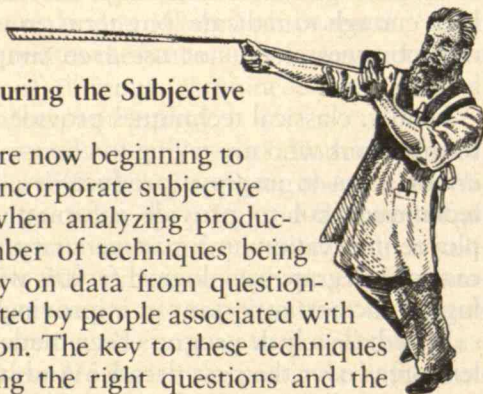 uring the Subjective
re now beginning to
ncorporate subjective
when analyzing produc-
mber of techniques being
y on data from question-
ted by people associated with
on. The key to these techniques
ng the right questions and the